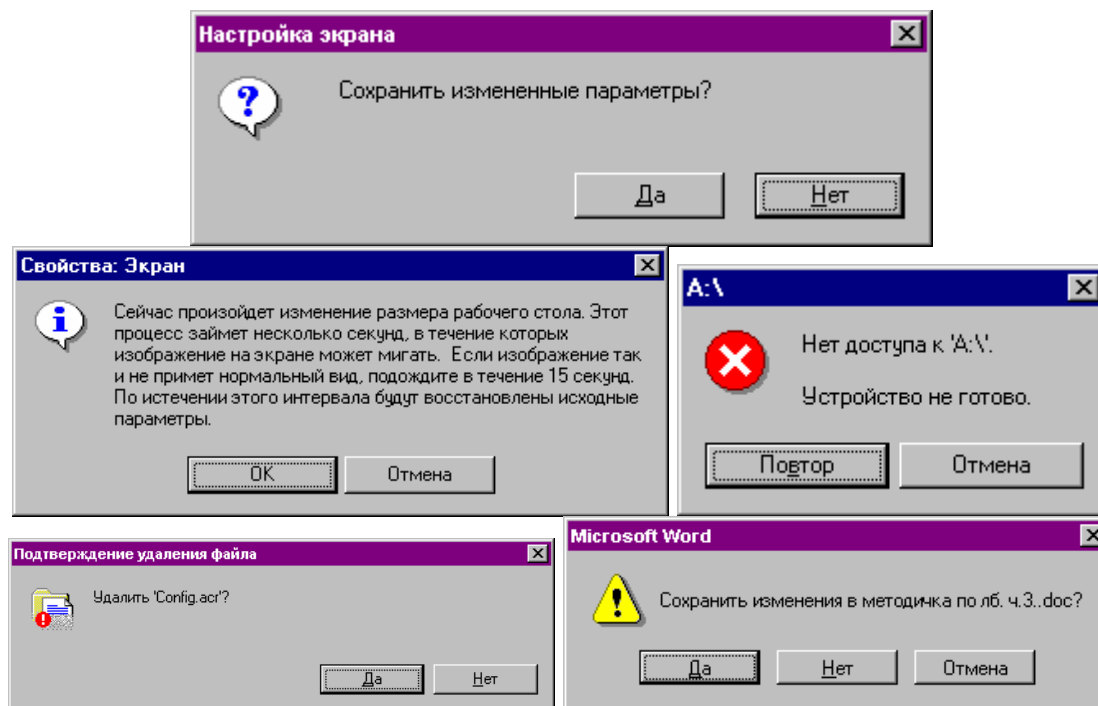 Настройка экрана
Сохранить измененные параметры?
Да
Нет
Свойства: Экран
Сейчас произойдет изменение размера рабочего стола. Этот
процесс займет несколько секунд, в течение которых
изображение на экране может мигать. Если изображение так
и не примет нормальный вид, подождите в течение 15 секунд.
По истечении этого интервала будут восстановлены исходные
параметры.
OK
Отмена
A:\
Нет доступа к 'A:\'.
Устройство не готово.
Повтор
Отмена
Подтверждение удаления файла
Удалить 'Config.acr'?
Да
Нет
Microsoft Word
Сохранить изменения в методичка по лб. ч.3..doc?
Да
Нет
Отмена